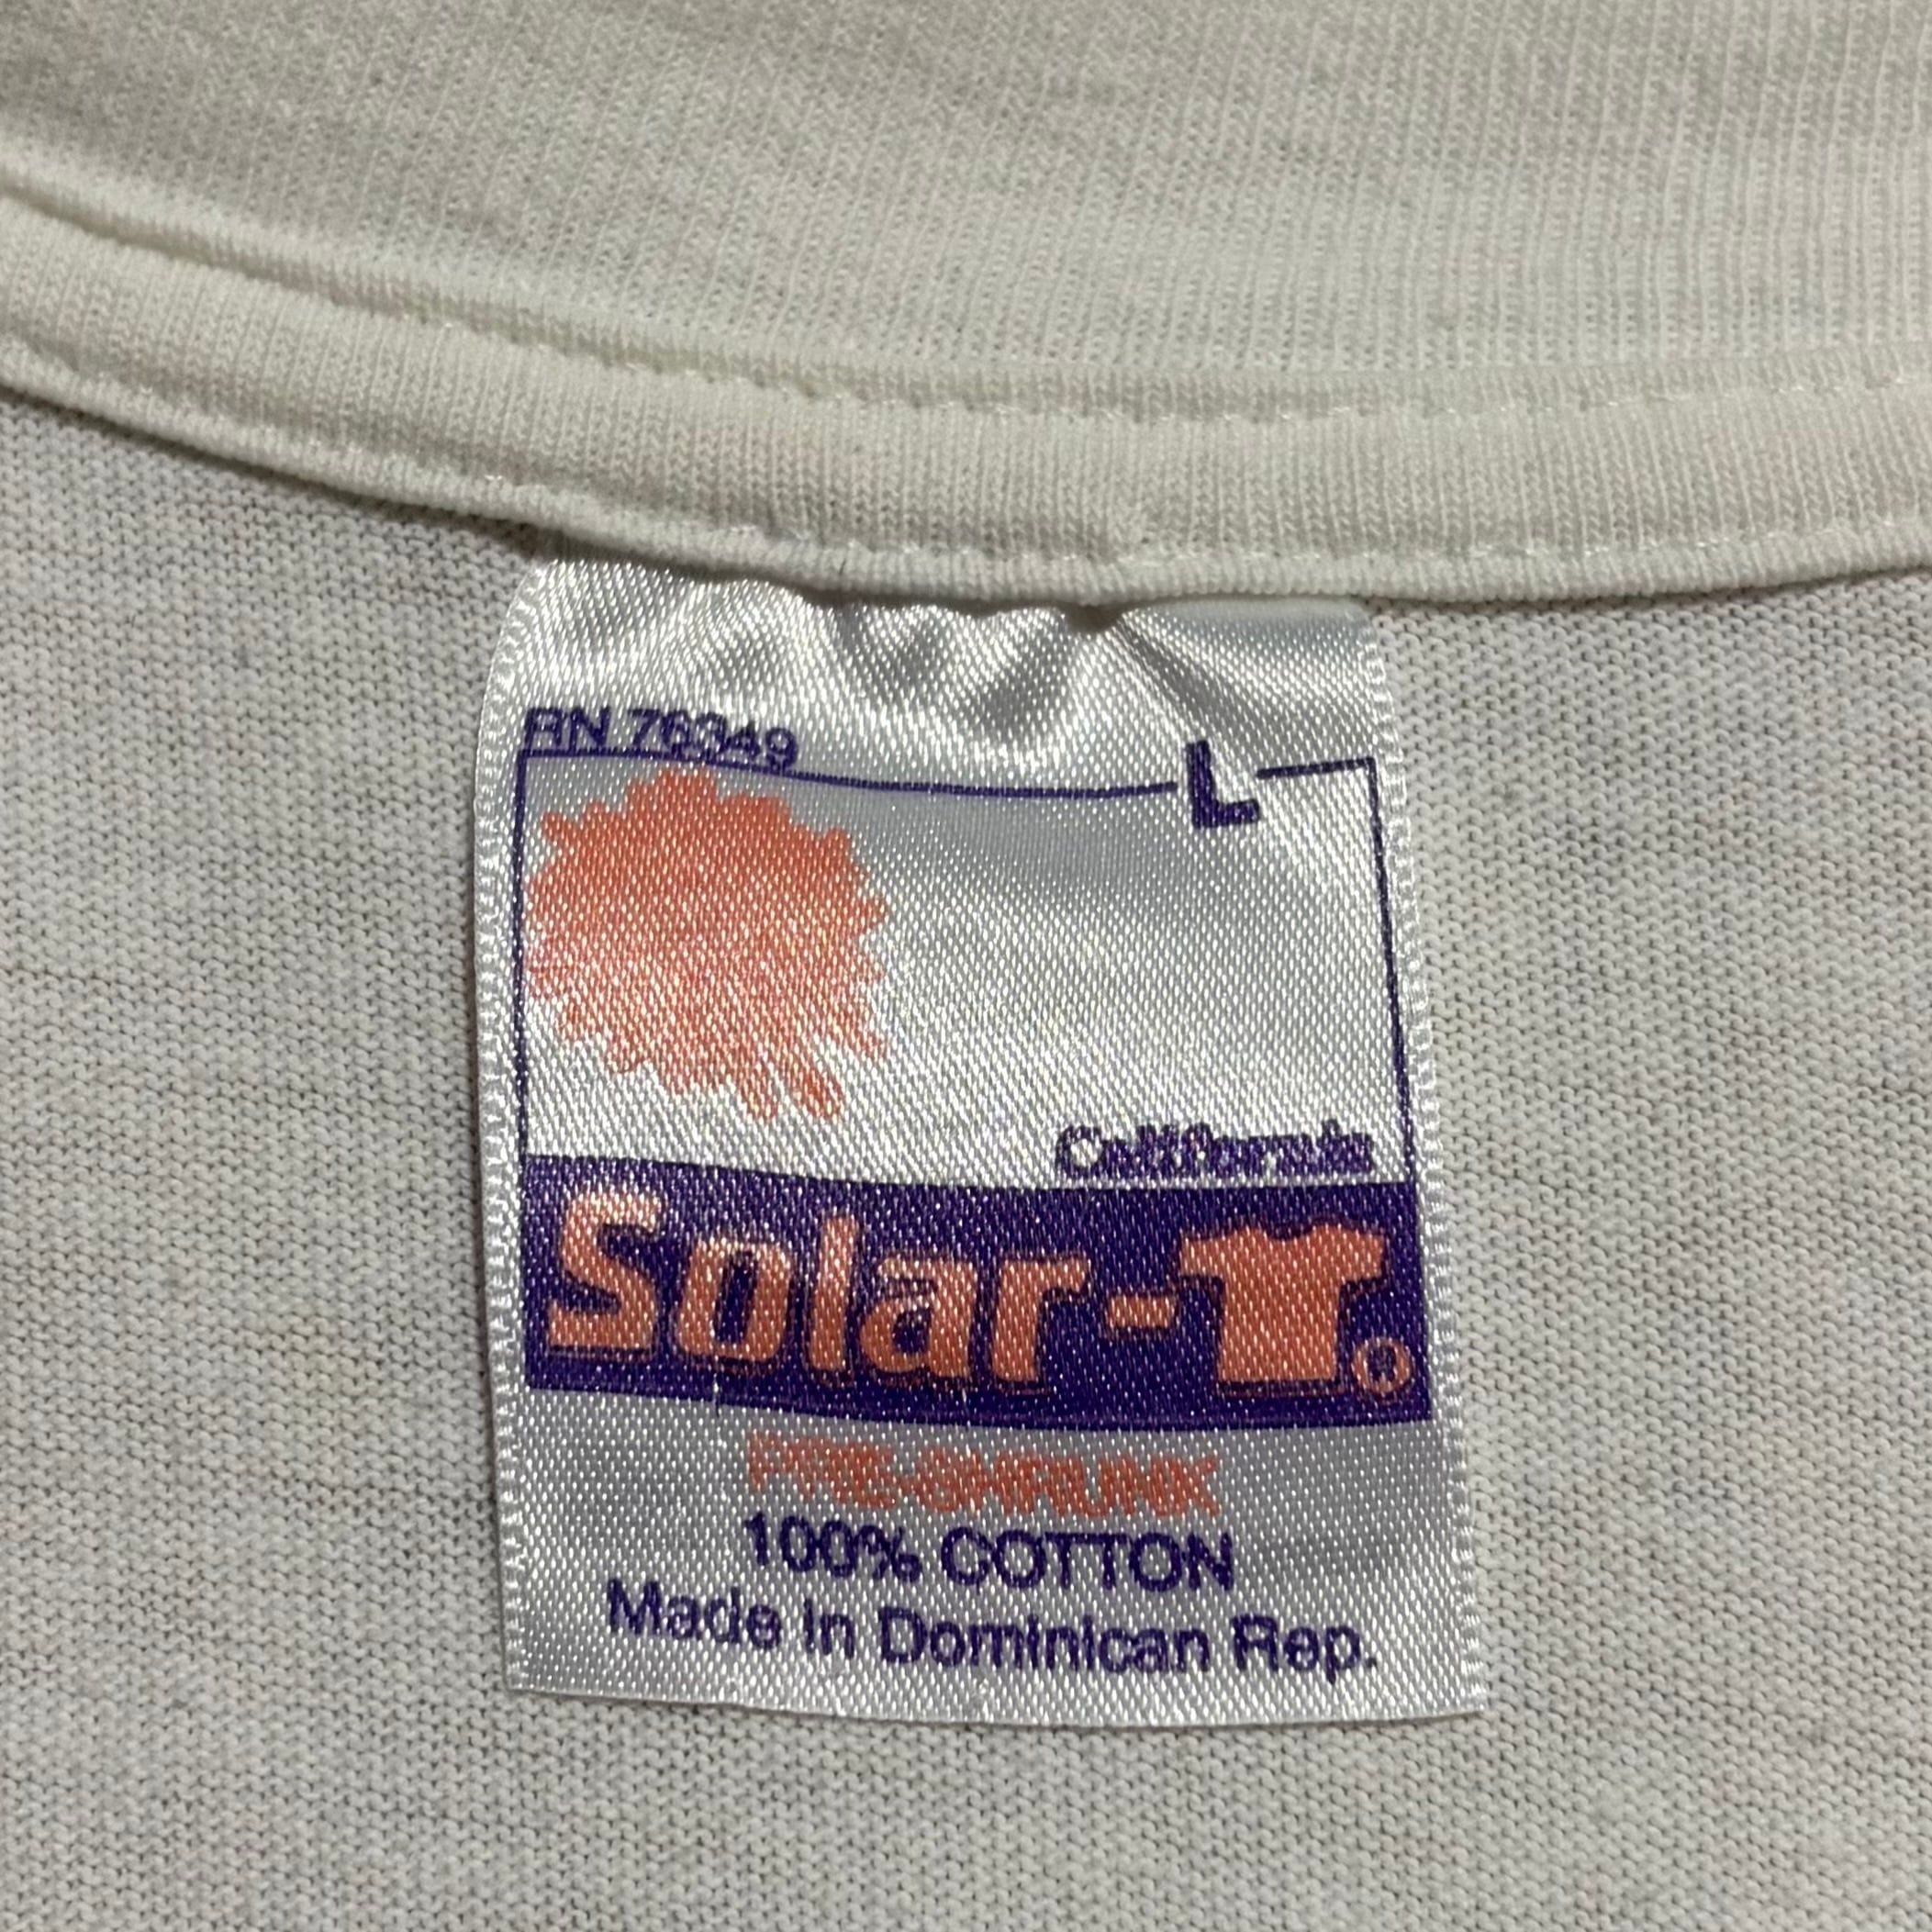 RN 76349
L
California
Solar-T®
PRE-SHRUNK
100% COTTON
Made In Dominican Rep.